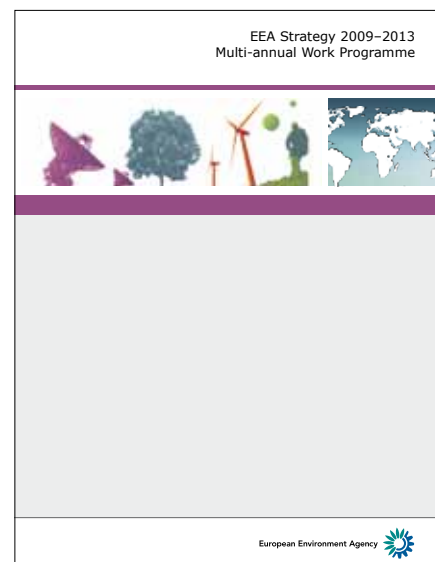 EEA Strategy 2009–2013
Multi-annual Work Programme
European Environment Agency